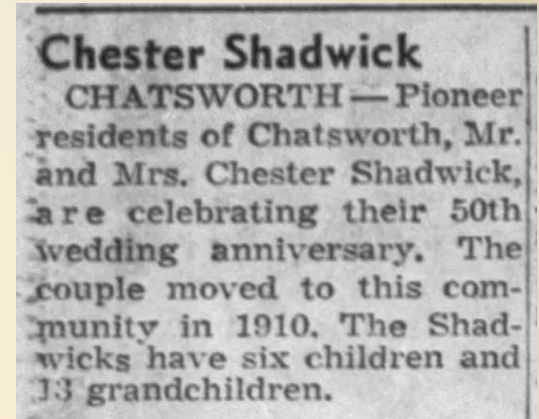 Chester Shadwick
CHATSWORTH — Pioneer
residents of Chatsworth, Mr.
and Mrs. Chester Shadwick,
are celebrating their 50th
wedding anniversary. The
couple moved to this com-
munity in 1910. The Shad-
wicks have six children and
13 grandchildren.